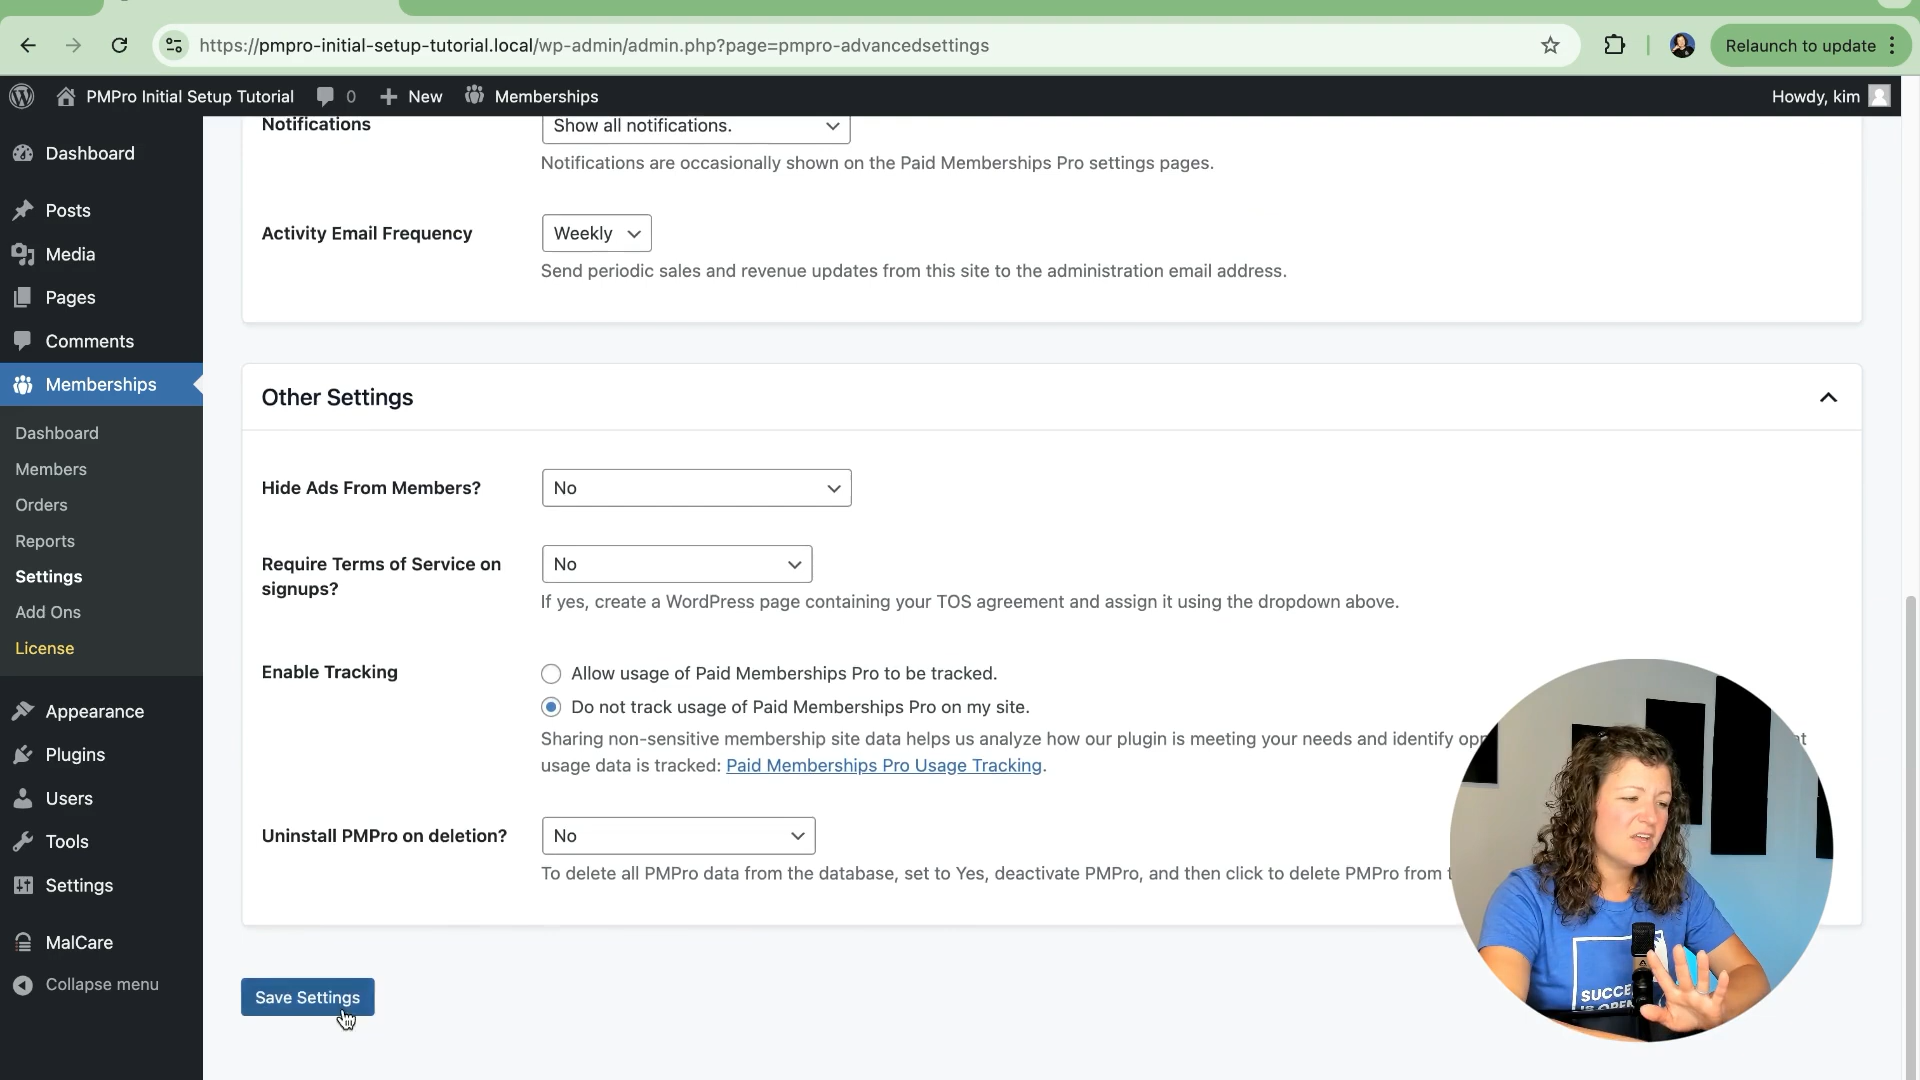 https://pmpro-initial-setup-tutorial.local/wp-admin/admin.php?page=pmpro-advancedsettings
Relaunch to update
PMPro Initial Setup Tutorial
0
New
Memberships
Howdy, kim
Dashboard
Posts
Media
Pages
Comments
Memberships
Dashboard
Members
Orders
Reports
Settings
Add Ons
License
Appearance
Plugins
Users
Tools
Settings
MalCare
Collapse menu
Notifications
Show all notifications.
Notifications are occasionally shown on the Paid Memberships Pro settings pages.
Activity Email Frequency
Weekly
Send periodic sales and revenue updates from this site to the administration email address.
Other Settings
Hide Ads From Members?
No
Require Terms of Service on
signups?
No
If yes, create a WordPress page containing your TOS agreement and assign it using the dropdown above.
Enable Tracking
Allow usage of Paid Memberships Pro to be tracked.
Do not track usage of Paid Memberships Pro on my site.
Sharing non-sensitive membership site data helps us analyze how our plugin is meeting your needs and identify
usage data is tracked: Paid Memberships Pro Usage Tracking.
Uninstall PMPro on deletion?
No
To delete all PMPro data from the database, set to Yes, deactivate PMPro, and then click to delete PMPro from
Save Settings